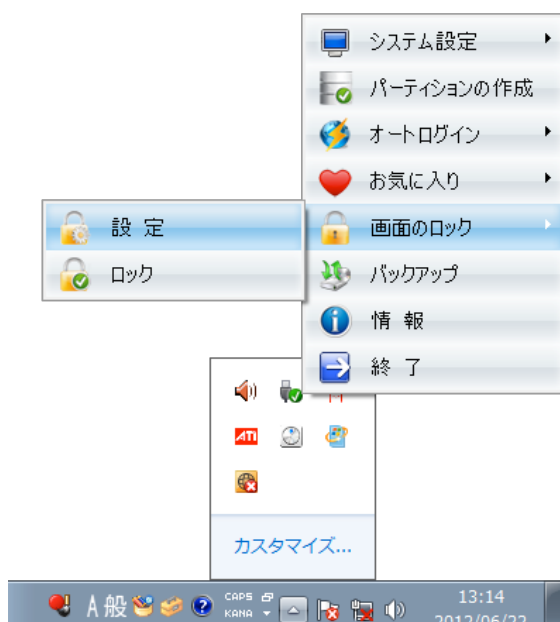 システム設定
パーティションの作成
オートログイン
お気に入り
画面のロック
設 定
ロック
バックアップ
情 報
終 了
ATI
カスタマイズ...
A 般
CAPS
KANA
13:14
2012/06/22